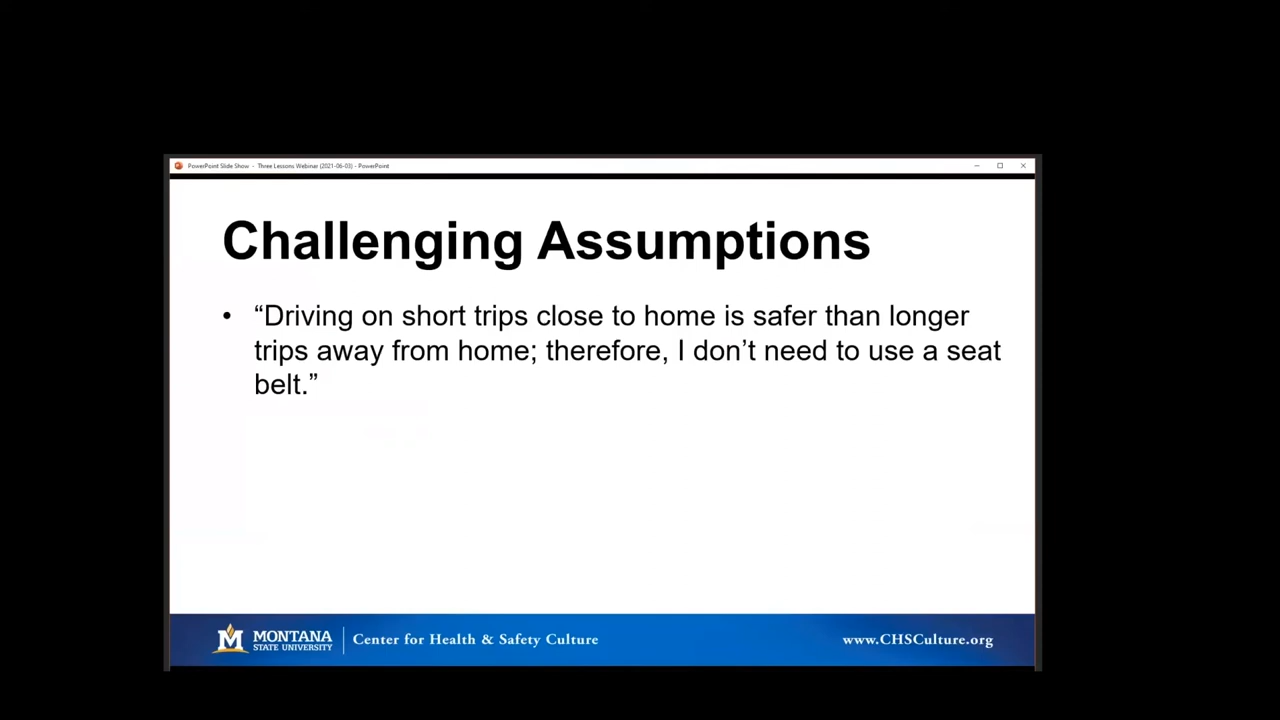 PowerPoint Slide Show - Three Lessons Webinar (2021-06-03) - PowerPoint
Challenging Assumptions
• “Driving on short trips close to home is safer than longer
trips away from home; therefore, I don’t need to use a seat
belt.”
M MONTANA
STATE UNIVERSITY
Center for Health & Safety Culture
www.CHSCulture.org